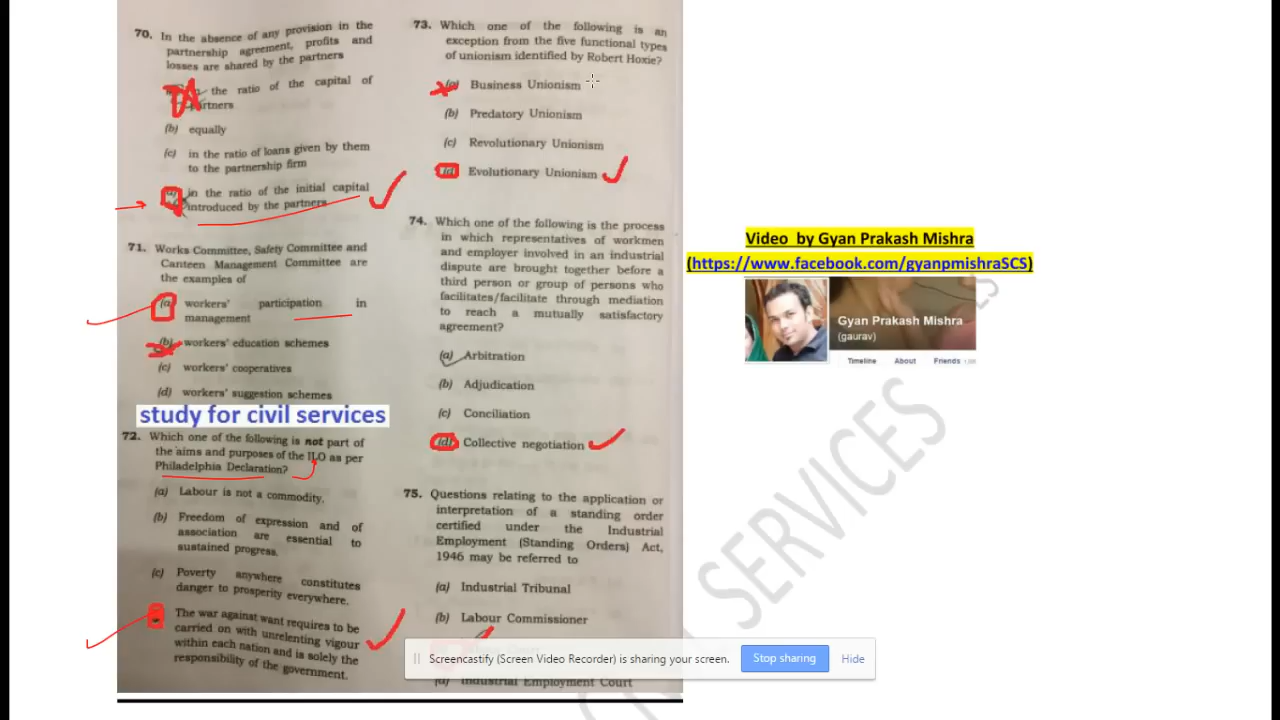 70. In the absence of any provision in the
partnership agreement, profits and
losses are shared by the partners
the ratio of the capital of
partners
(b) equally
(c) in the ratio of loans given by them
to the partnership firm
in the ratio of the initial capital
introduced by the partners
71. Works Committee, Safety Committee and
Canteen Management Committee are
the examples of
(a) workers' participation in
management
(b) workers' education schemes
(c) workers' cooperatives
(d) workers' suggestion schemes
study for civil services
72. Which one of the following is not part of
the aims and purposes of the ILO as per
Philadelphia Declaration?
(a) Labour is not a commodity.
(b) Freedom of expression and of
association are essential to
sustained progress.
(c) Poverty anywhere constitutes
danger to prosperity everywhere.
The war against want requires to be
carried on with unrelenting vigour
within each nation and is solely the
responsibility of the government.
73. Which one of the following is an
exception from the five functional types
of unionism identified by Robert Hoxie?
(a) Business Unionism
(b) Predatory Unionism
(c) Revolutionary Unionism
(d) Evolutionary Unionism
74. Which one of the following is the process
in which representatives of workmen
and employer involved in an industrial
dispute are brought together before a
third person or group of persons who
facilitates/facilitate through mediation
to reach a mutually satisfactory
agreement?
(a) Arbitration
(b) Adjudication
(c) Conciliation
(d) Collective negotiation
75. Questions relating to the application or
interpretation of a standing order
certified under the Industrial
Employment (Standing Orders) Act,
1946 may be referred to
(a) Industrial Tribunal
(b) Labour Commissioner
(d) Industrial Employment Court
Screencastify (Screen Video Recorder) is sharing your screen.
Stop sharing
Hide
Video by Gyan Prakash Mishra
(https://www.facebook.com/gyanpmishraSCS)
Gyan Prakash Mishra
(gaurav)
Timeline About Friends
SERVICES